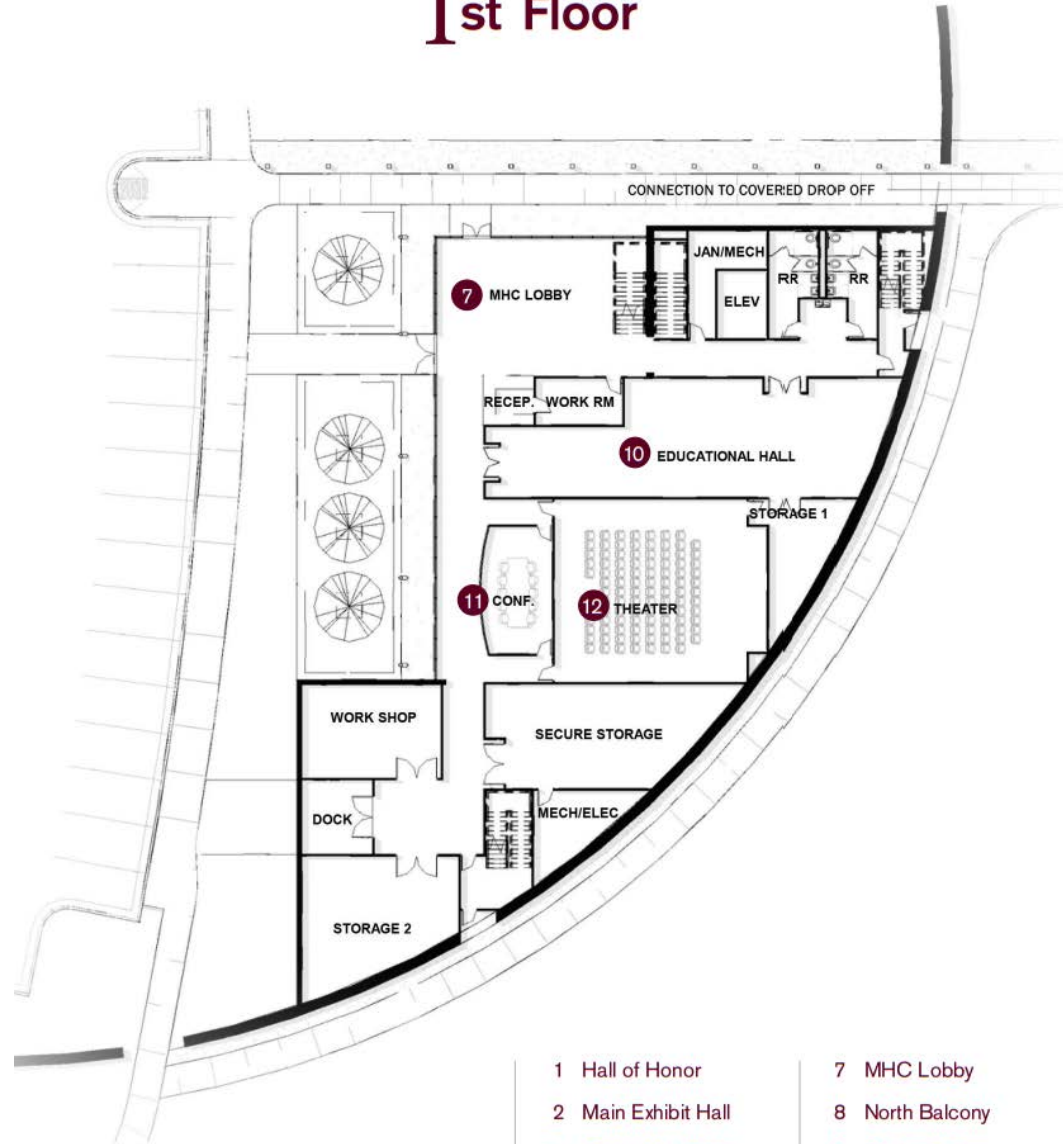 1st Floor
CONNECTION TO COVERED DROP OFF
JAN/MECH
RR
RR
ELEV
7 MHC LOBBY
RECEP.
WORK RM
10 EDUCATIONAL HALL
STORAGE 1
11 CONF.
12 THEATER
WORK SHOP
SECURE STORAGE
DOCK
MECH/ELEC
STORAGE 2
1 Hall of Honor
2 Main Exhibit Hall
7 MHC Lobby
8 North Balcony